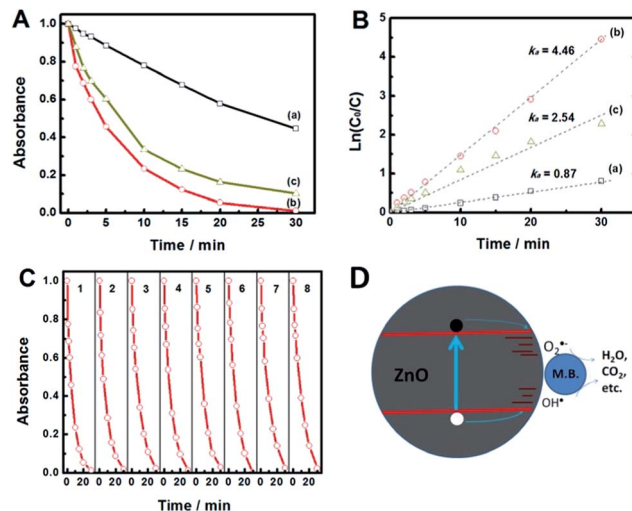 A
Absorbance
1.0
0.8
0.6
0.4
0.2
0.0
(a)
(c)
(b)
0 5 10 15 20 25 30
Time / min
B
Ln(C₀/C)
5
4
3
2
1
0
(b)
kₐ = 4.46
kₐ = 2.54
(c)
kₐ = 0.87
(a)
0 10 20 30
Time / min
C
Absorbance
1.0
0.8
0.6
0.4
0.2
0.0
1 2 3 4 5 6 7 8
0 20 0 20 0 20 0 20 0 20 0 20 0 20 0 20
Time / min
D
ZnO
O₂•-
M.B.
OH•
H₂O,
CO₂,
etc.